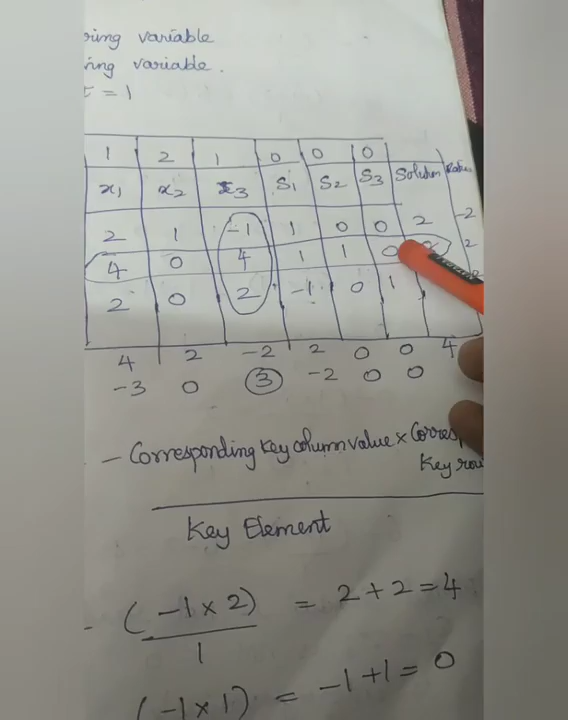 ring variable
ring variable.
= 1
1 2 1 0 0 0
x1 x2 x3 S1 S2 S3 Solution Ratio
2 1 -1 1 0 0 2 -2
4 0 4 1 1 0 2
2 0 2 -1 0 1
4 2 -2 2 0 0 4
-3 0 3 -2 0 0
- Corresponding Key column value × Corres
Key row
Key Element
- (-1 × 2) = 2 + 2 = 4
1
(-1 × 1) = -1 + 1 = 0